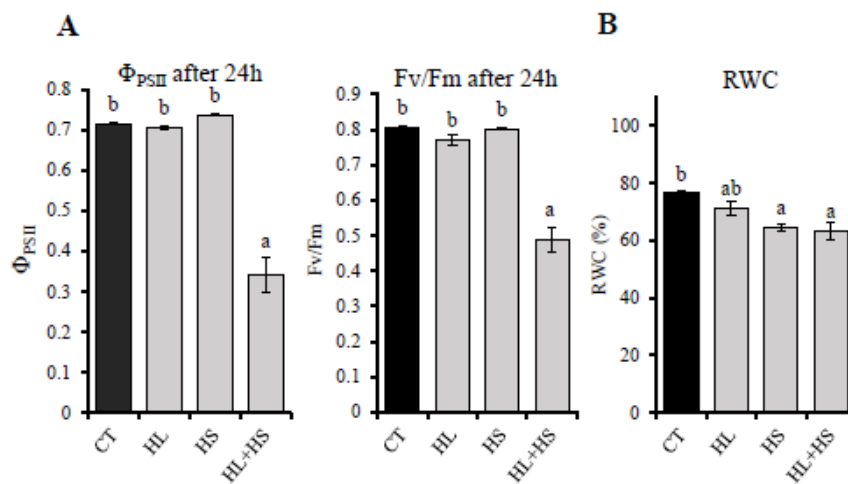 A
B
ΦPSII after 24h
Fv/Fm after 24h
RWC
0.8
0.7
0.6
0.5
0.4
0.3
0.2
0.1
0
ΦPSII
b
b
b
a
CT
HL
HS
HL+HS
0.9
0.8
0.7
0.6
0.5
0.4
0.3
0.2
0.1
0
Fv/Fm
b
b
b
a
CT
HL
HS
HL+HS
100
80
60
40
20
0
RWC (%)
b
ab
a
a
CT
HL
HS
HL+HS